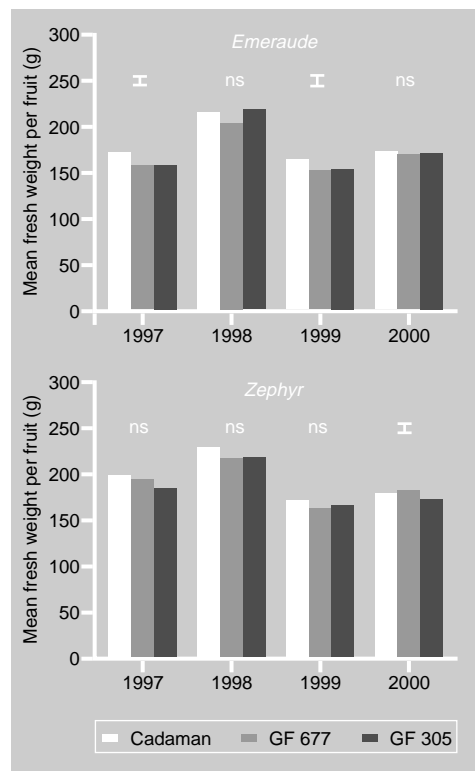 Emeraude
Mean fresh weight per fruit (g)
300
250
200
150
100
50
0
ns
ns
1997 1998 1999 2000
Zephyr
Mean fresh weight per fruit (g)
300
250
200
150
100
50
0
ns
ns
ns
1997 1998 1999 2000
Cadaman GF 677 GF 305